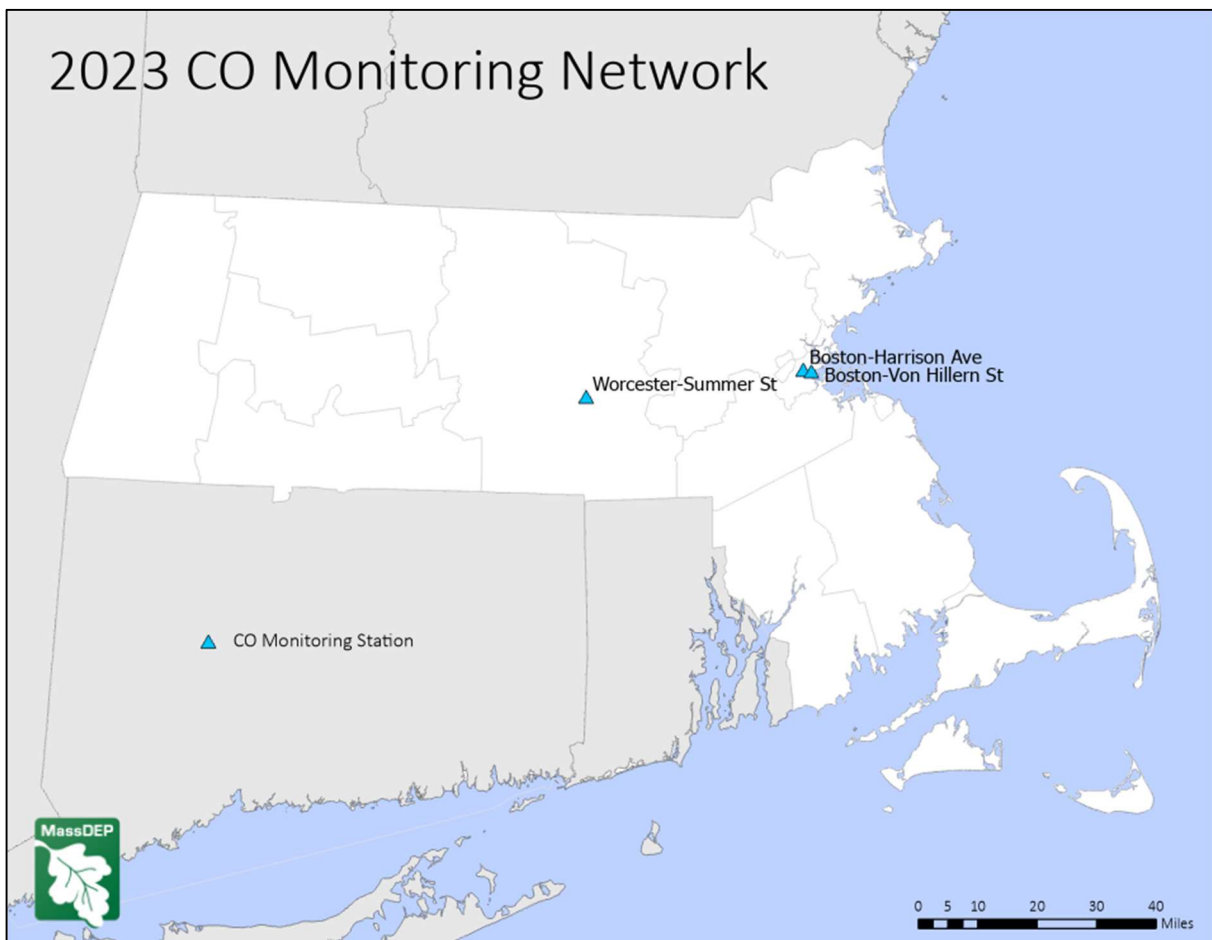 2023 CO Monitoring Network
Boston-Harrison Ave
Boston-Von Hillern St
Worcester-Summer St
CO Monitoring Station
MassDEP
0 5 10 20 30 40
Miles